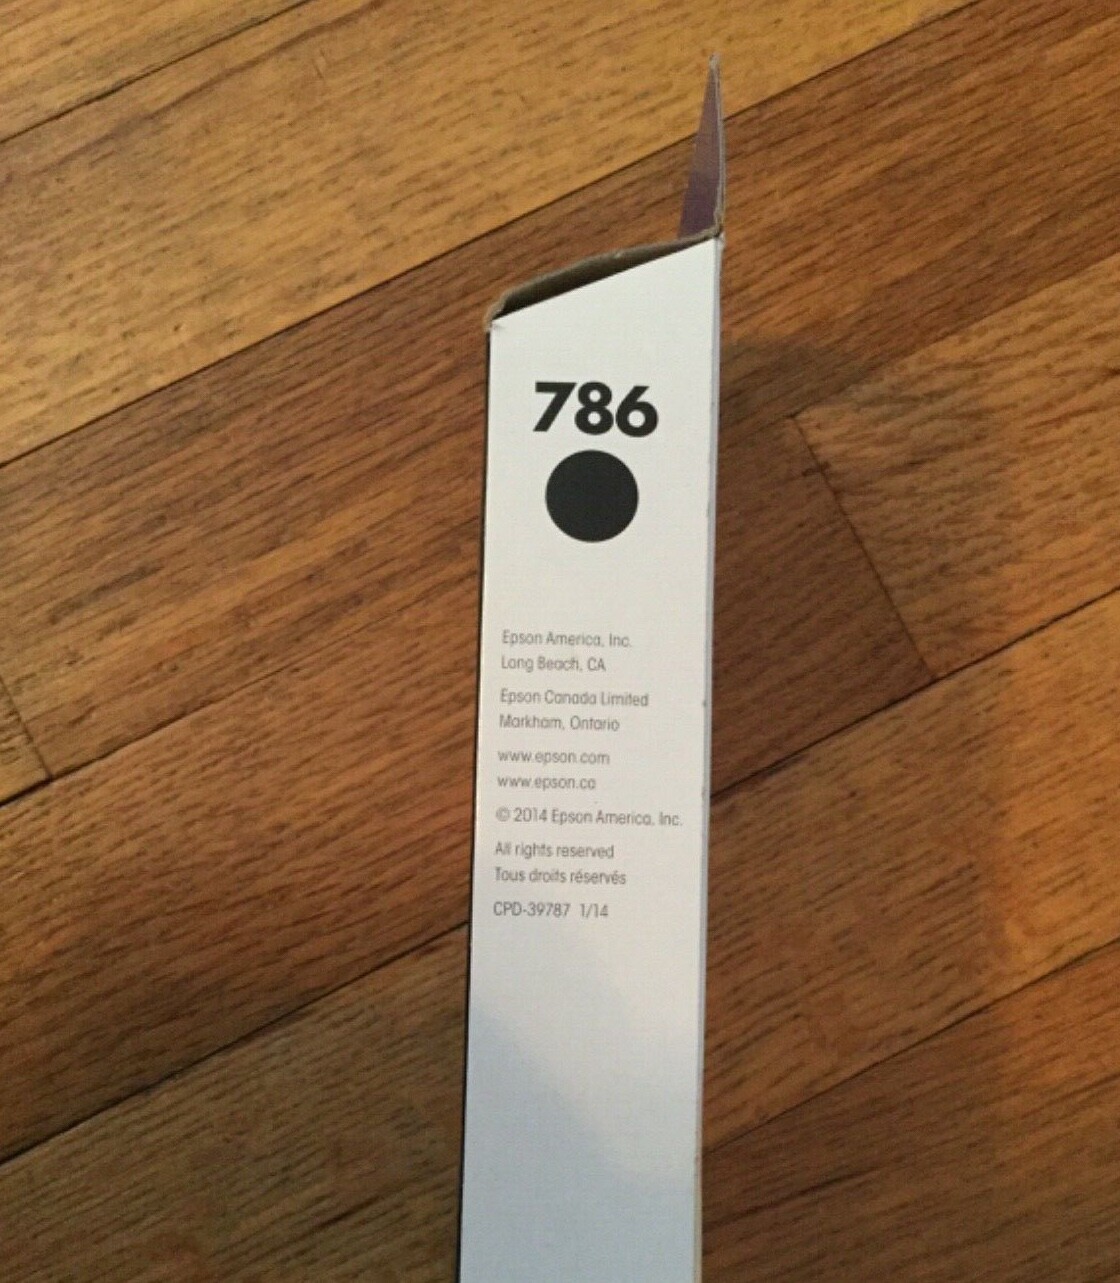 786
Epson America, Inc.
Long Beach, CA
Epson Canada Limited
Markham, Ontario
www.epson.com
www.epson.ca
© 2014 Epson America, Inc.
All rights reserved
Tous droits réservés
CPD-39787 1/14